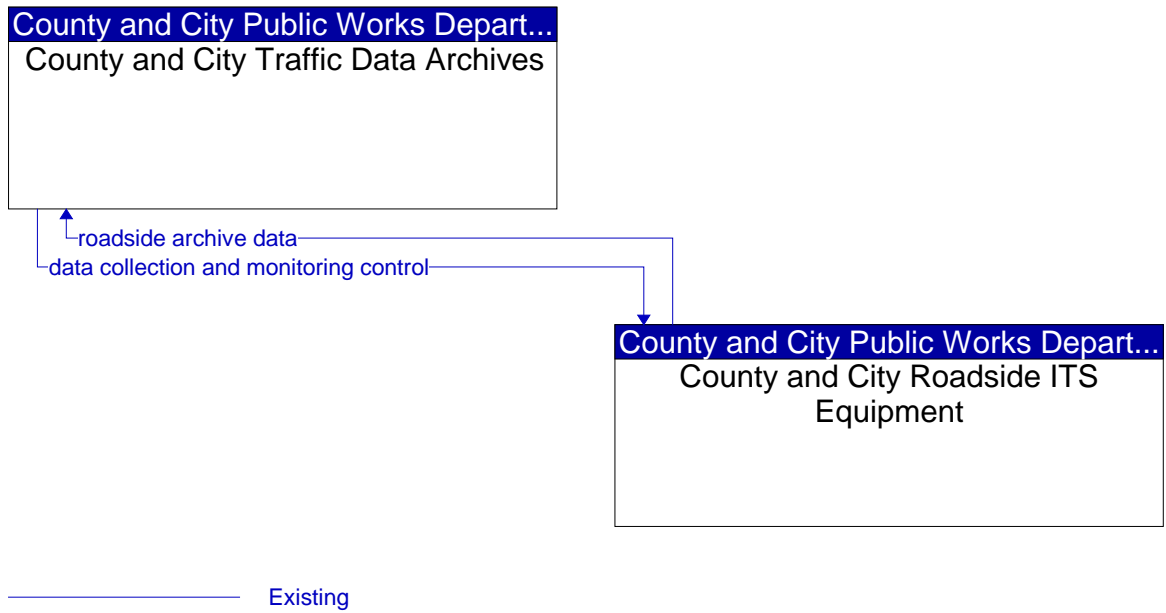 County and City Public Works Depart...
County and City Traffic Data Archives
roadside archive data
data collection and monitoring control
County and City Public Works Depart...
County and City Roadside ITS
Equipment
Existing